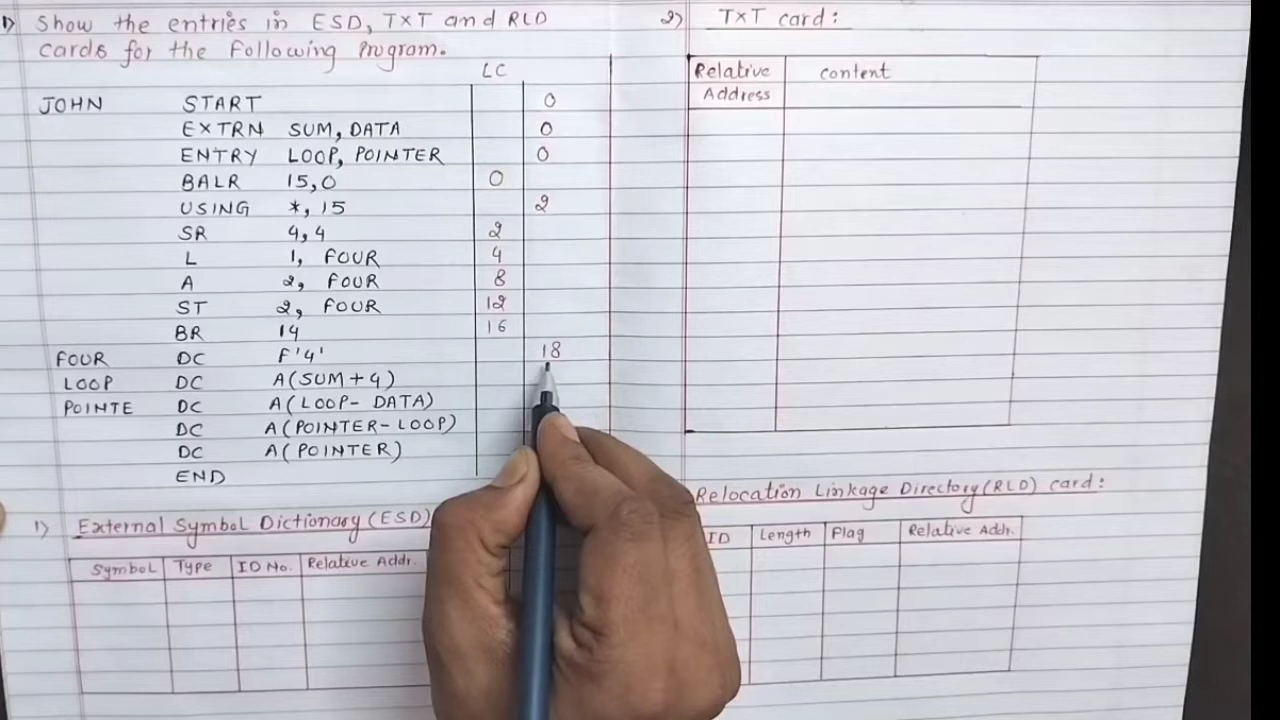 1) Show the entries in ESD, TXT and RLD
cards for the following program.
LC
JOHN START 0
EXTRN SUM, DATA 0
ENTRY LOOP, POINTER 0
BALR 15,0 0
USING *, 15 2
SR 4,4 2
L 1, FOUR 4
A 2, FOUR 8
ST 2, FOUR 12
BR 14 16
FOUR DC F'4' 18
LOOP DC A(SUM+4)
POINTE DC A(LOOP-DATA)
DC A(POINTER-LOOP)
DC A(POINTER)
END
1) External Symbol Dictionary (ESD)
Symbol Type ID No. Relative Addr.
2) TXT card:
Relative Address Content
Relocation Linkage Directory (RLD) card:
ID Length Flag Relative Addr.